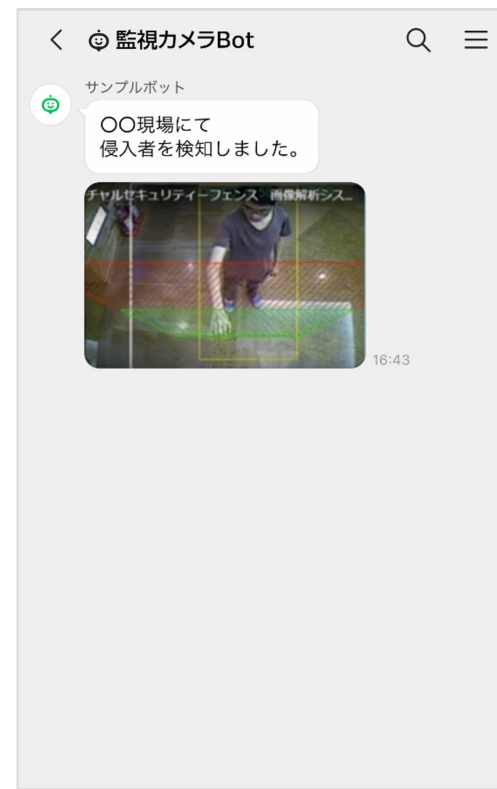 監視カメラBot
サンプルボット
〇〇現場にて
侵入者を検知しました。
チャルセキュリティーフェンス　画像解析シス...
16:43